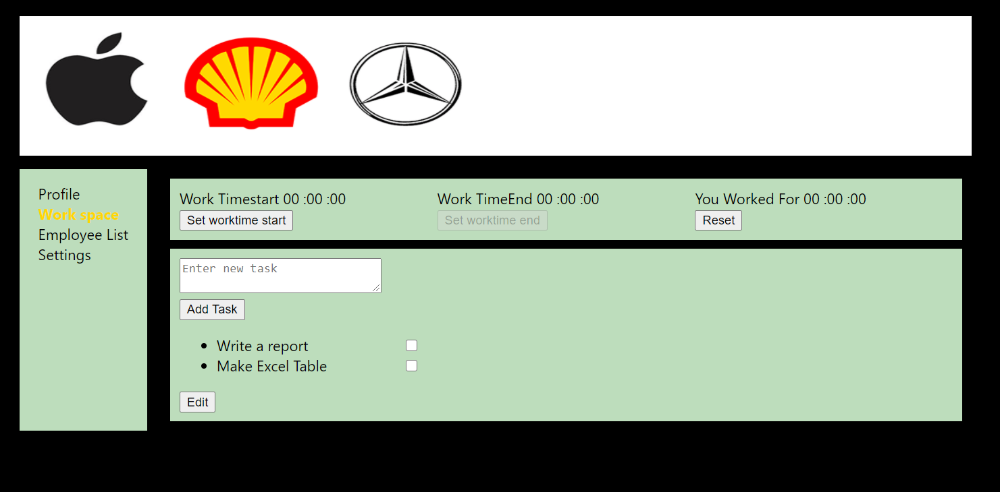 Profile
Work space
Employee List
Settings
Work Timestart 00 :00 :00
Set worktime start
Work TimeEnd 00 :00 :00
Set worktime end
You Worked For 00 :00 :00
Reset
Enter new task
Add Task
Write a report
Make Excel Table
Edit